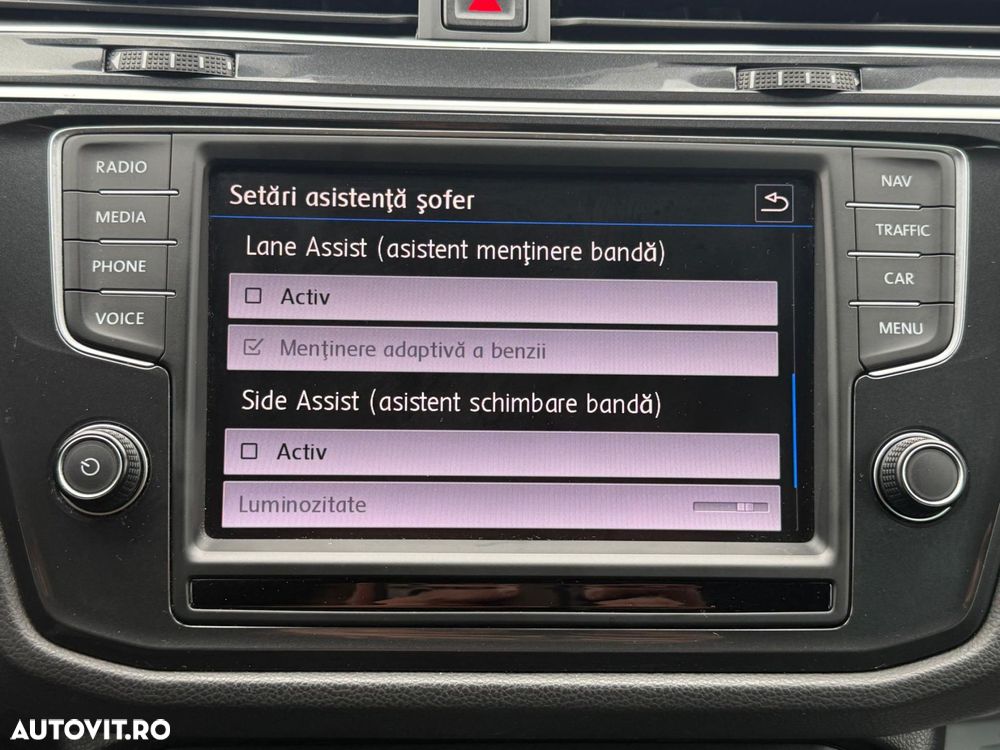 RADIO
MEDIA
PHONE
VOICE
Setări asistenţă şofer
Lane Assist (asistent menţinere bandă)
Activ
Menţinere adaptivă a benzii
Side Assist (asistent schimbare bandă)
Activ
Luminozitate
NAV
TRAFFIC
CAR
MENU
AUTOVIT.RO